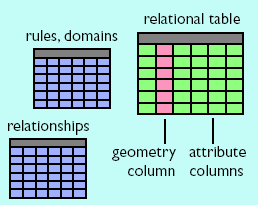 relational table
rules, domains
relationships
geometry column
attribute columns